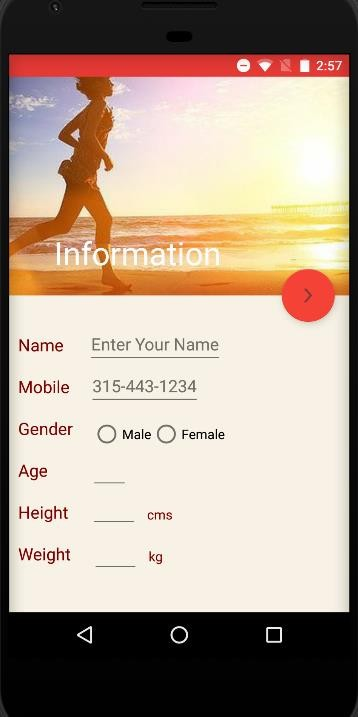 2:57
Information
Name Enter Your Name
Mobile 315-443-1234
Gender Male Female
Age
Height cms
Weight kg